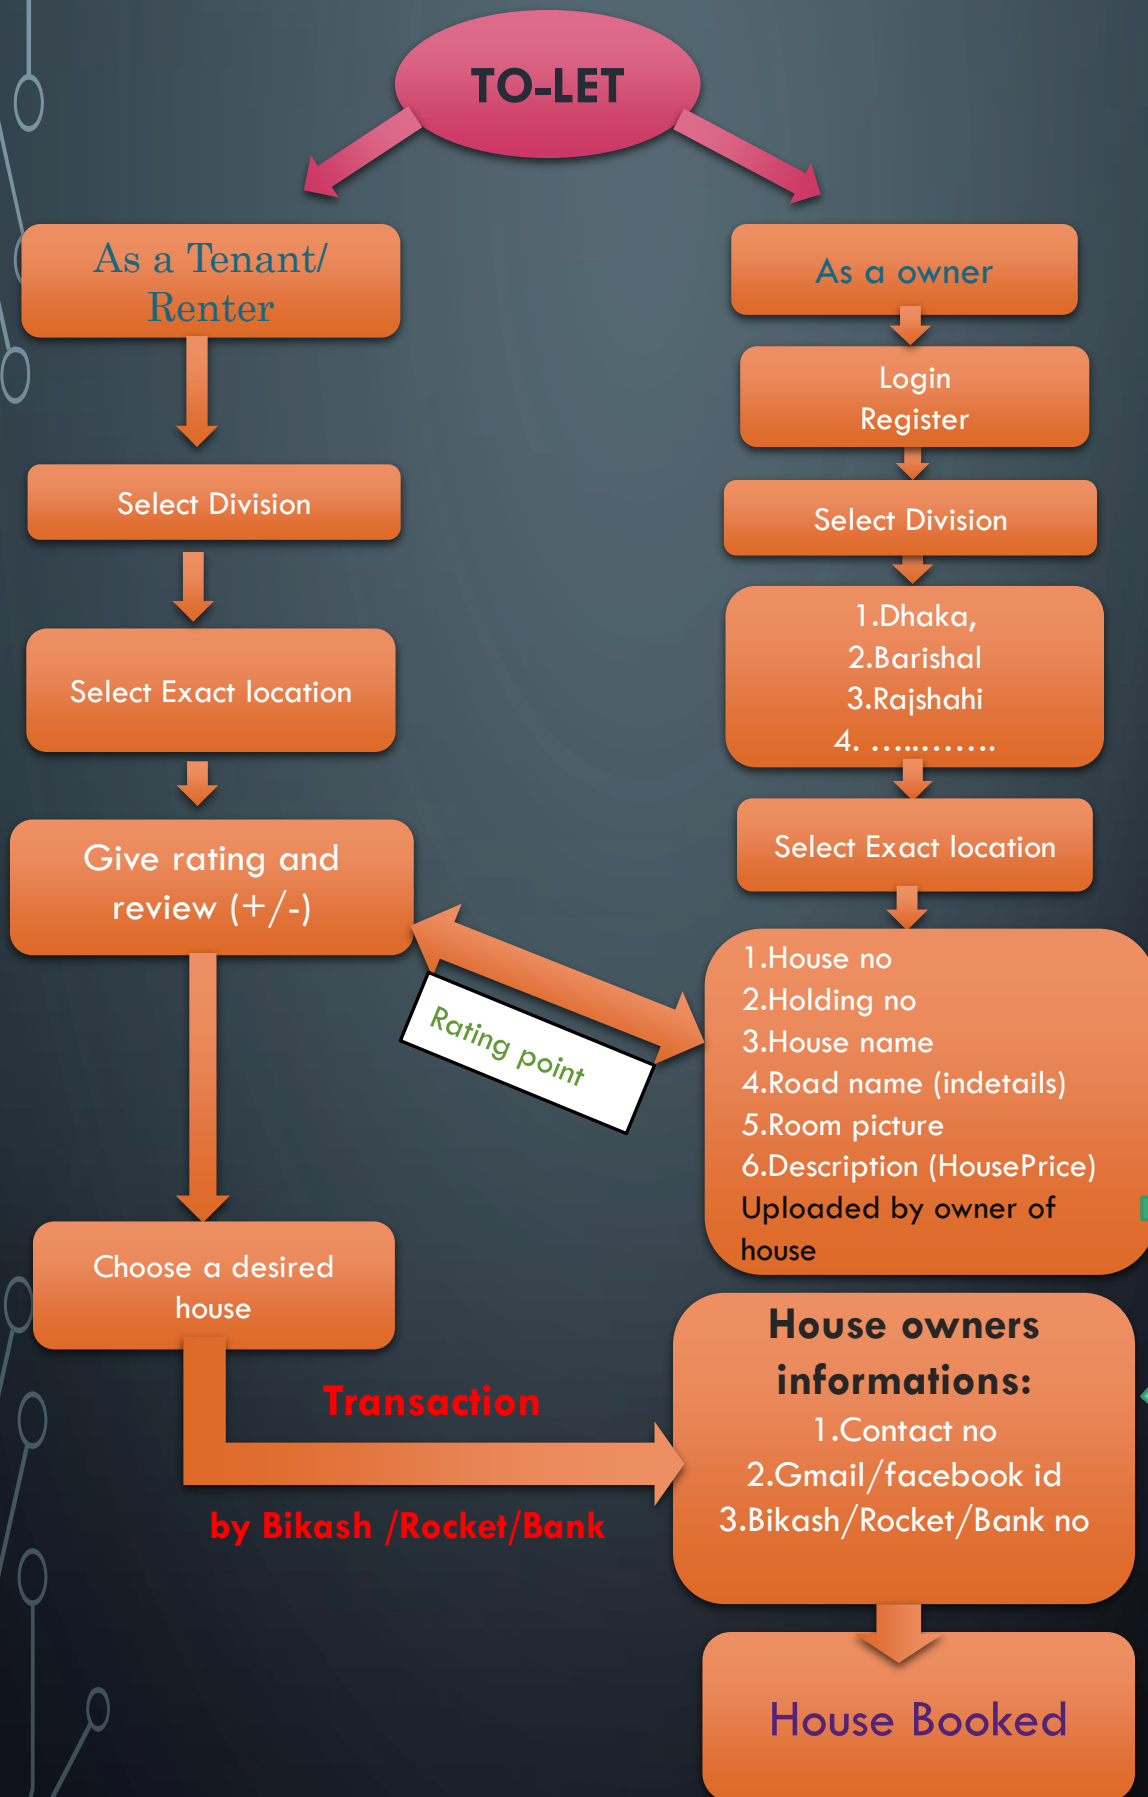 TO-LET
As a Tenant/
Renter
Select Division
Select Exact location
Give rating and
review (+/-)
Choose a desired
house
Rating point
Transaction
by Bikash /Rocket/Bank
As a owner
Login
Register
Select Division
1.Dhaka,
2.Barishal
3.Rajshahi
4. …..…….
Select Exact location
1.House no
2.Holding no
3.House name
4.Road name (indetails)
5.Room picture
6.Description (HousePrice)
Uploaded by owner of
house
House owners
informations:
1.Contact no
2.Gmail/facebook id
3.Bikash/Rocket/Bank no
House Booked